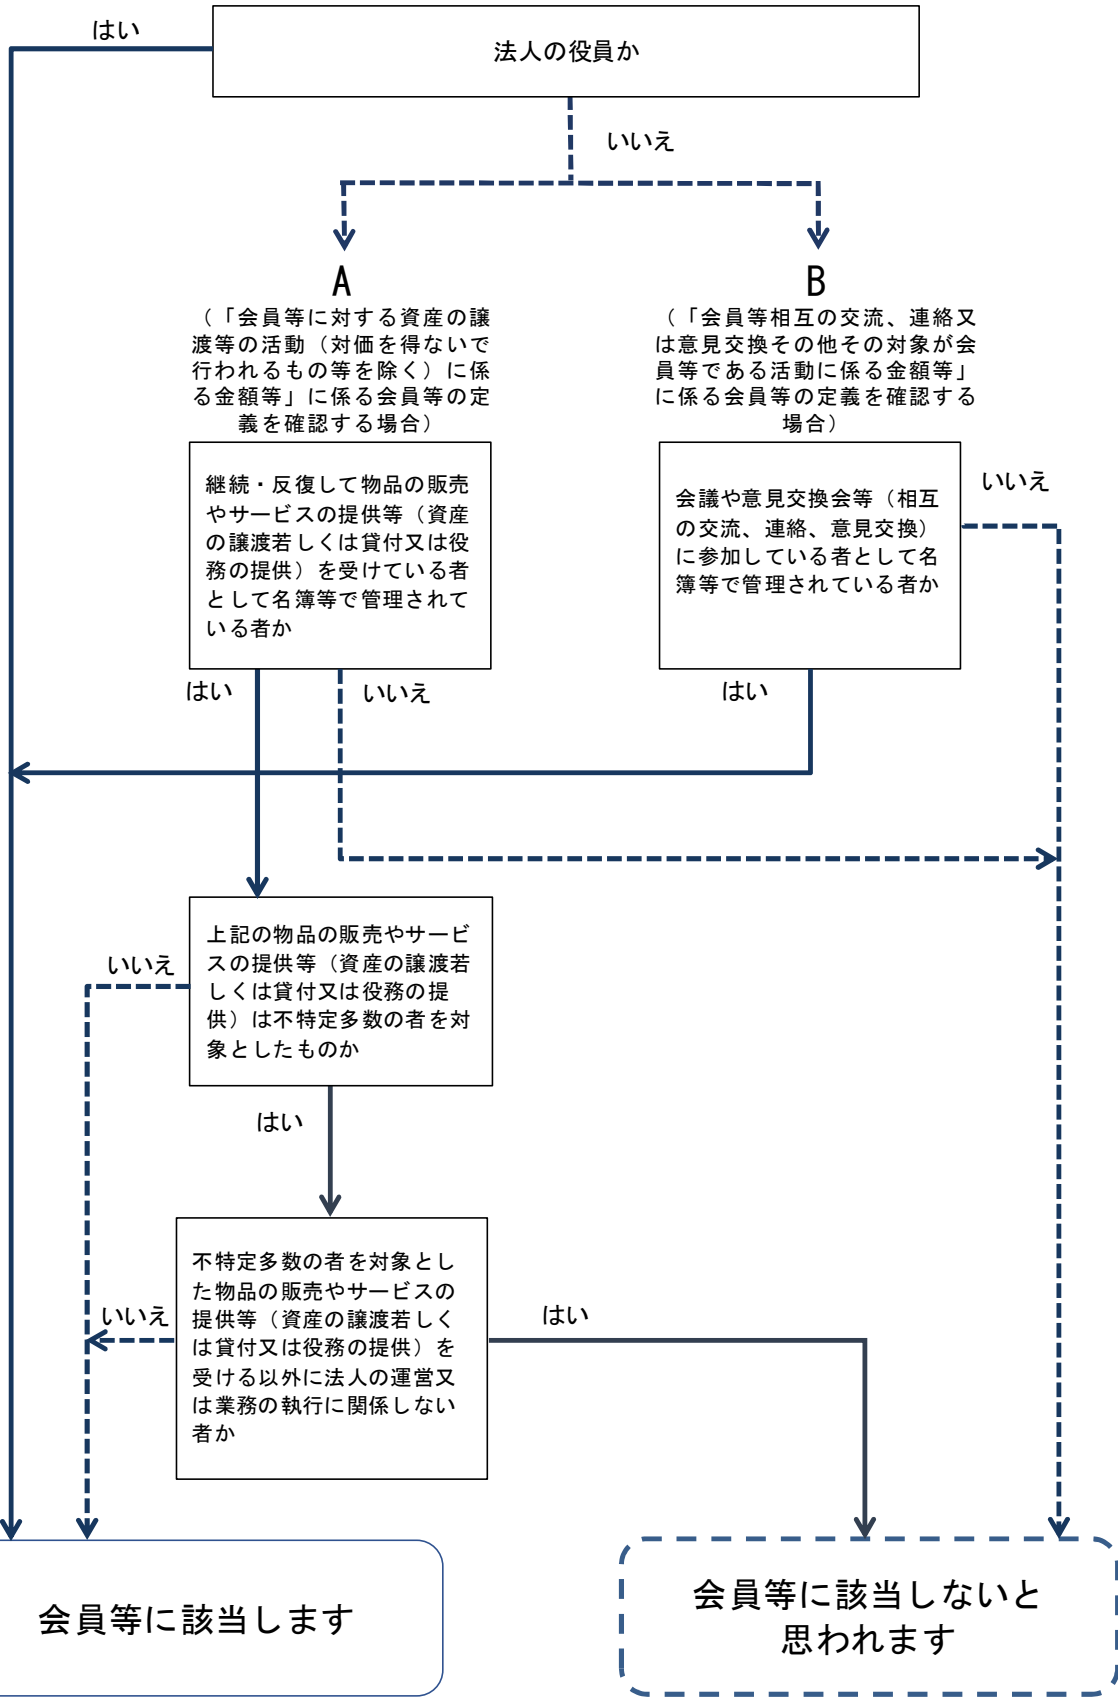 はい
法人の役員か
いいえ
A
（「会員等に対する資産の譲
渡等の活動（対価を得ないで
行われるもの等を除く）に係
る金額等」に係る会員等の定
義を確認する場合）
B
（「会員等相互の交流、連絡又
は意見交換その他その対象が会
員等である活動に係る金額等」
に係る会員等の定義を確認する
場合）
継続・反復して物品の販売
やサービスの提供等（資産
の譲渡若しくは貸付又は役
務の提供）を受けている者
として名簿等で管理されて
いる者か
会議や意見交換会等（相互
の交流、連絡、意見交換）
に参加している者として名
簿等で管理されている者か
いいえ
はい
いいえ
はい
上記の物品の販売やサービ
スの提供等（資産の譲渡若
しくは貸付又は役務の提
供）は不特定多数の者を対
象としたものか
いいえ
はい
不特定多数の者を対象とし
た物品の販売やサービスの
提供等（資産の譲渡若しく
は貸付又は役務の提供）を
受ける以外に法人の運営又
は業務の執行に関係しない
者か
いいえ
はい
会員等に該当します
会員等に該当しないと
思われます